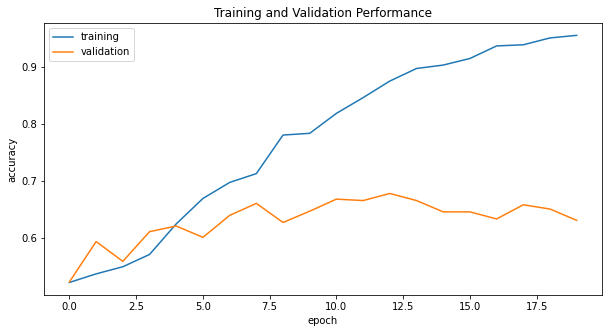 Training and Validation Performance
training
validation
accuracy
0.9
0.8
0.7
0.6
0.0
2.5
5.0
7.5
10.0
12.5
15.0
17.5
epoch